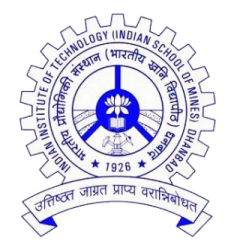 INDIAN INSTITUTE OF TECHNOLOGY (INDIAN SCHOOL OF MINES) DHANBAD
भारतीय प्रौद्योगिकी संस्थान (भारतीय खनि विद्यापीठ) धनबाद
★ 1926 ★
उत्तिष्ठत जाग्रत प्राप्य वरान्निबोधत